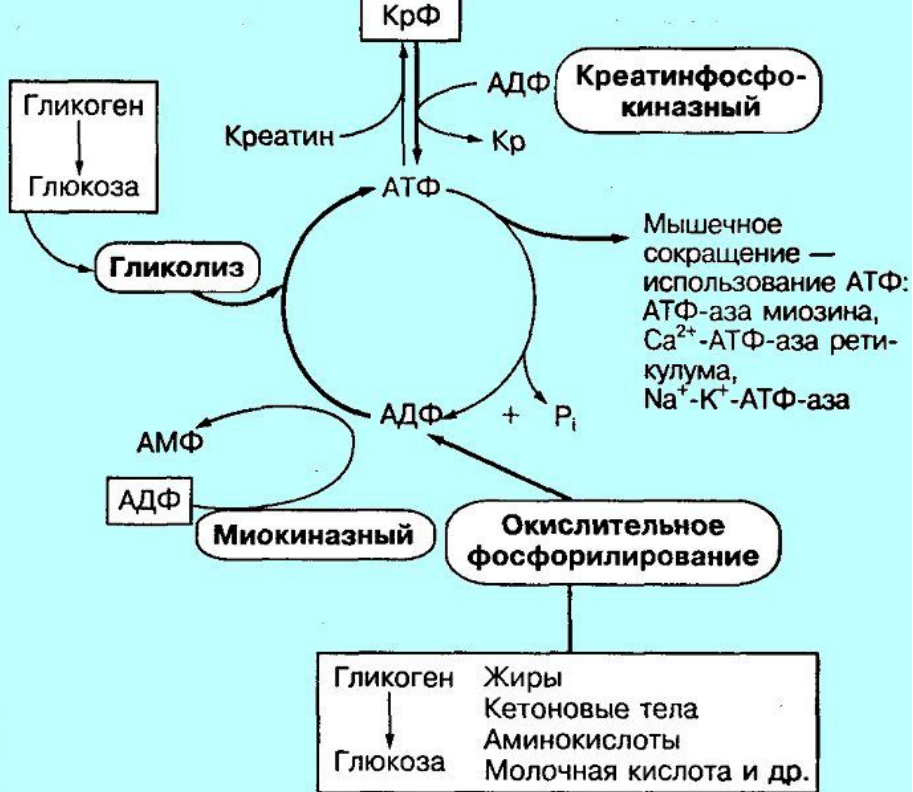 КрФ
АДФ
Креатинфосфо-
киназный
Гликоген
Глюкоза
Креатин
Кр
АТФ
Гликолиз
Мышечное
сокращение —
использование АТФ:
АТФ-аза миозина,
Ca²⁺-АТФ-аза рети-
кулума,
Na⁺-K⁺-АТФ-аза
АДФ + Pᵢ
АМФ
АДФ
Миокиназный
Окислительное
фосфорилирование
Гликоген Жиры
Кетоновые тела
Аминокислоты
Глюкоза Молочная кислота и др.